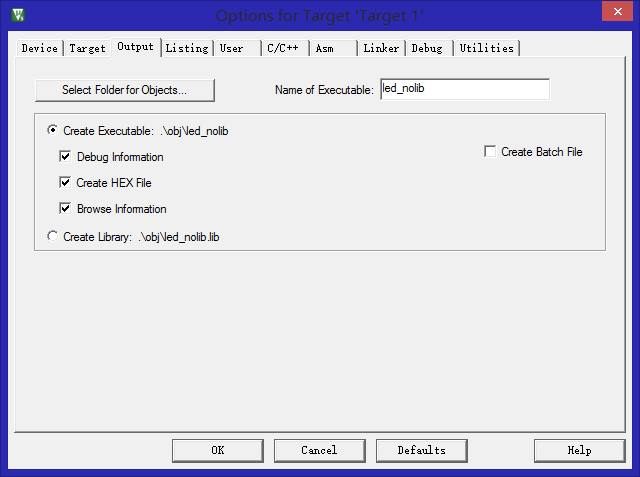 Options for Target 'Target 1'
Device Target Output Listing User C/C++ Asm Linker Debug Utilities
Select Folder for Objects... Name of Executable: led_nolib
Create Executable: .\obj\led_nolib
Debug Information
Create Batch File
Create HEX File
Browse Information
Create Library: .\obj\led_nolib.lib
OK Cancel Defaults Help